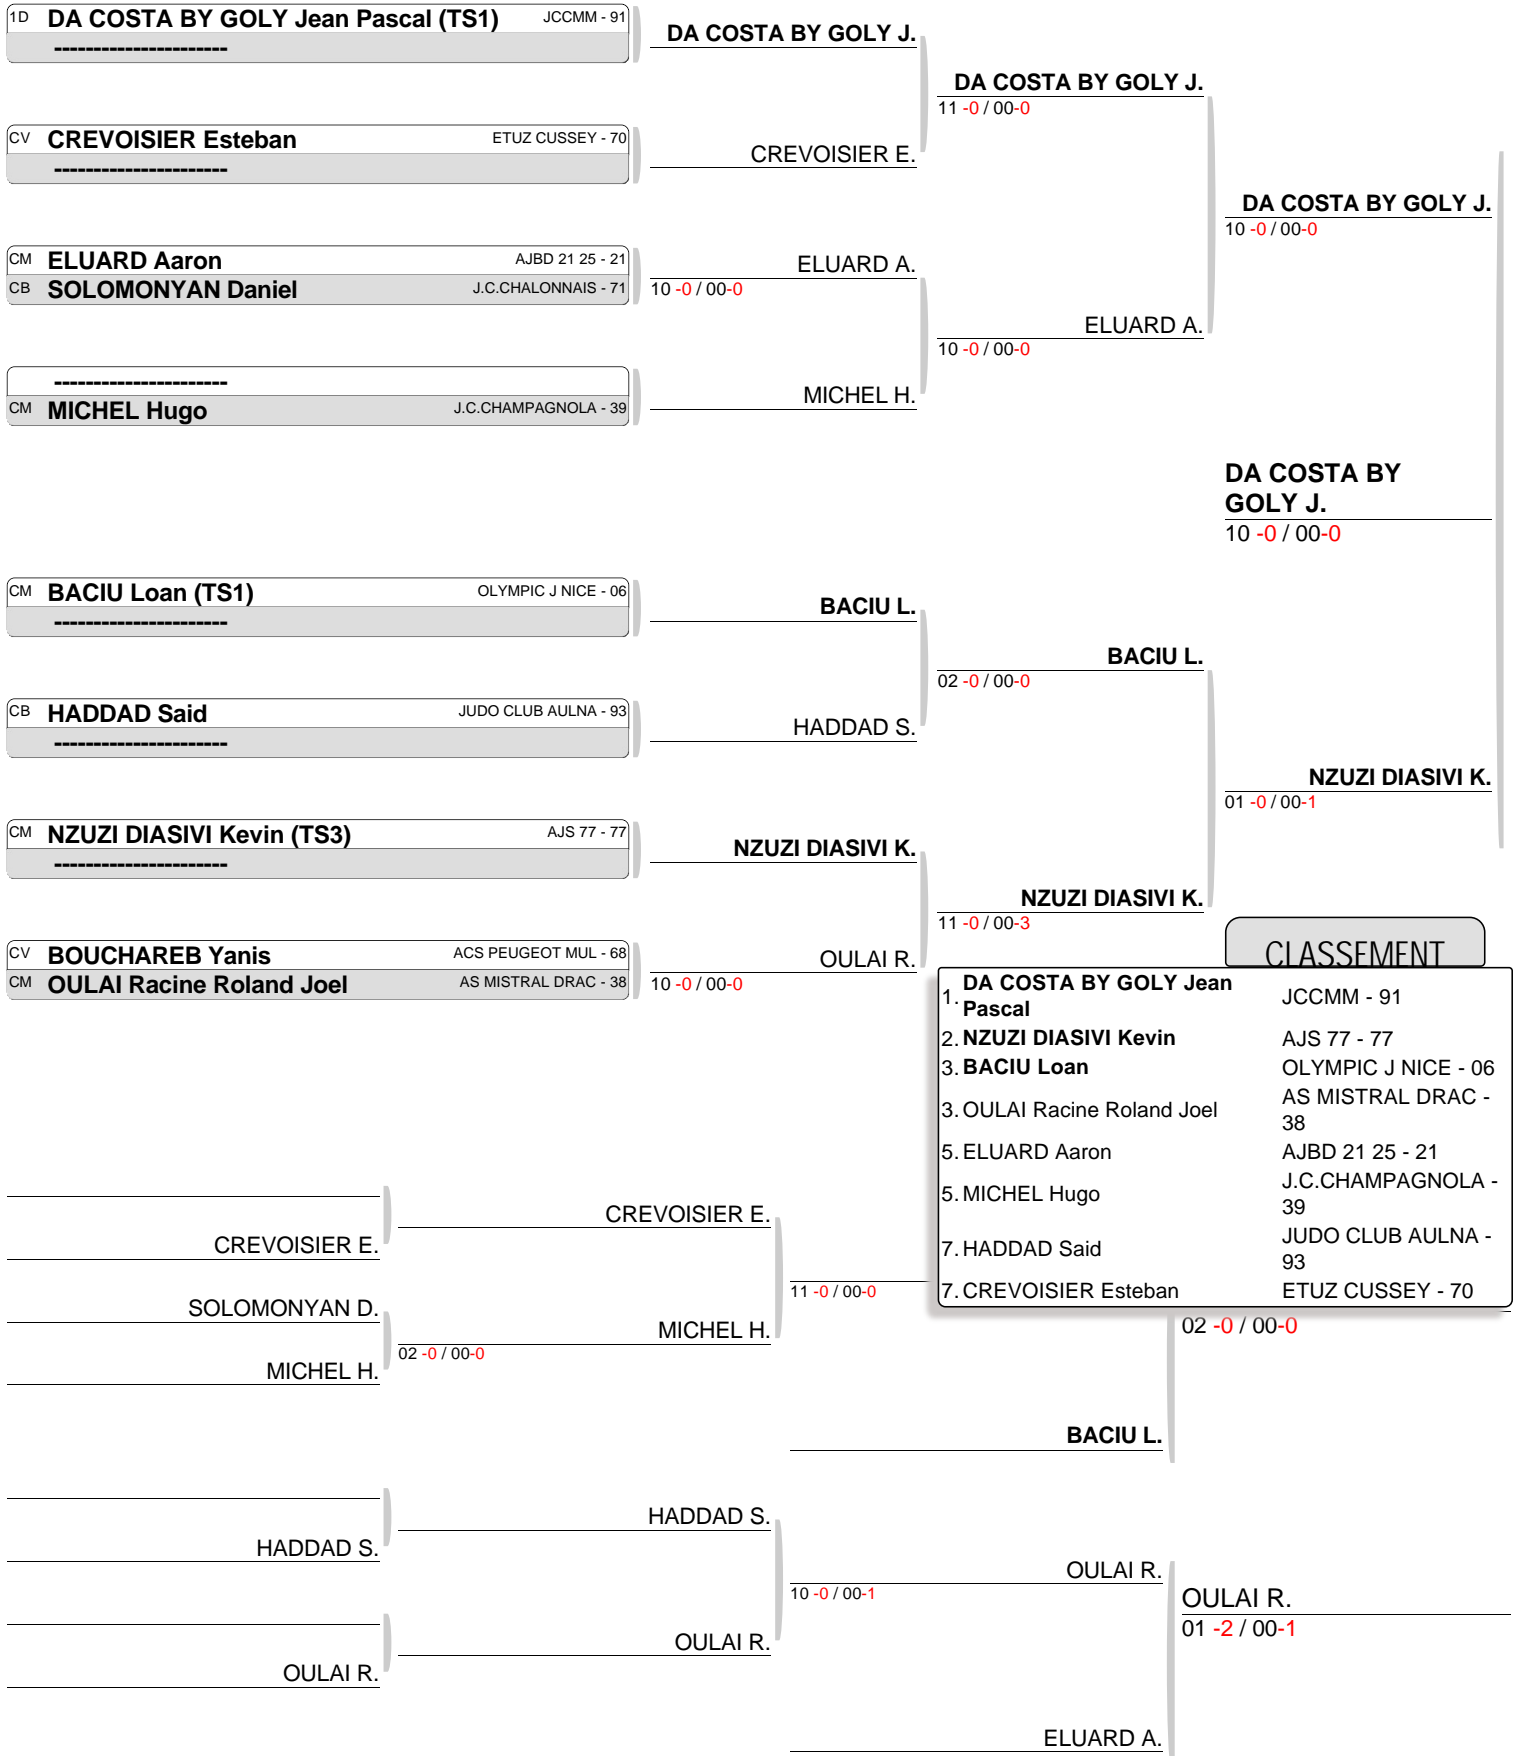 1D DA COSTA BY GOLY Jean Pascal (TS1) JCCMM - 91
----------------------
DA COSTA BY GOLY J.
DA COSTA BY GOLY J.
11 -0 / 00-0
CV CREVOISIER Esteban ETUZ CUSSEY - 70
----------------------
CREVOISIER E.
DA COSTA BY GOLY J.
10 -0 / 00-0
CM ELUARD Aaron AJBD 21 25 - 21
CB SOLOMONYAN Daniel J.C.CHALONNAIS - 71
ELUARD A.
10 -0 / 00-0
ELUARD A.
10 -0 / 00-0
----------------------
CM MICHEL Hugo J.C.CHAMPAGNOLA - 39
MICHEL H.
DA COSTA BY
GOLY J.
10 -0 / 00-0
CM BACIU Loan (TS1) OLYMPIC J NICE - 06
----------------------
BACIU L.
BACIU L.
02 -0 / 00-0
CB HADDAD Said JUDO CLUB AULNA - 93
----------------------
HADDAD S.
NZUZI DIASIVI K.
01 -0 / 00-1
CM NZUZI DIASIVI Kevin (TS3) AJS 77 - 77
----------------------
NZUZI DIASIVI K.
NZUZI DIASIVI K.
11 -0 / 00-3
CV BOUCHAREB Yanis ACS PEUGEOT MUL - 68
CM OULAI Racine Roland Joel AS MISTRAL DRAC - 38
OULAI R.
10 -0 / 00-0
CLASSEMENT
1. DA COSTA BY GOLY Jean
Pascal
JCCMM - 91
2. NZUZI DIASIVI Kevin AJS 77 - 77
3. BACIU Loan OLYMPIC J NICE - 06
3. OULAI Racine Roland Joel AS MISTRAL DRAC -
38
5. ELUARD Aaron AJBD 21 25 - 21
5. MICHEL Hugo J.C.CHAMPAGNOLA -
39
7. HADDAD Said JUDO CLUB AULNA -
93
7. CREVOISIER Esteban ETUZ CUSSEY - 70
CREVOISIER E.
CREVOISIER E.
11 -0 / 00-0
SOLOMONYAN D.
MICHEL H.
02 -0 / 00-0
MICHEL H.
02 -0 / 00-0
BACIU L.
HADDAD S.
HADDAD S.
OULAI R.
10 -0 / 00-1
OULAI R.
01 -2 / 00-1
OULAI R.
OULAI R.
ELUARD A.